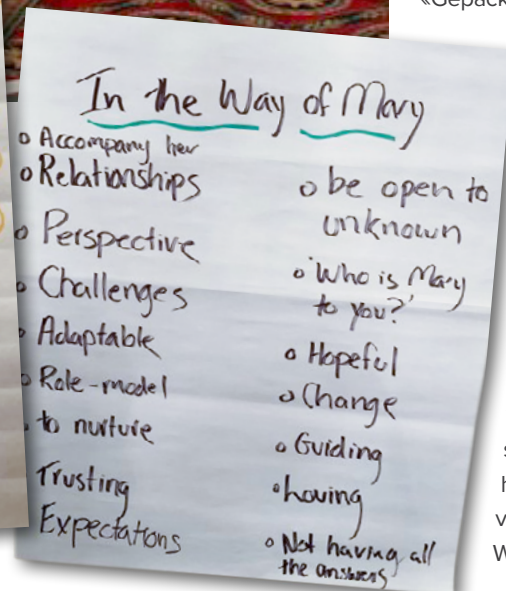 «Gepäck
In the Way of Mary
o Accompany her
o Relationships
o Perspective
o Challenges
o Adaptable
o Role-model
o to nurture
Trusting
Expectations
o be open to
unknown
o 'Who is Mary
to you?'
o Hopeful
o Change
o Guiding
o Loving
o Not having all
the answers
s
h
v
W